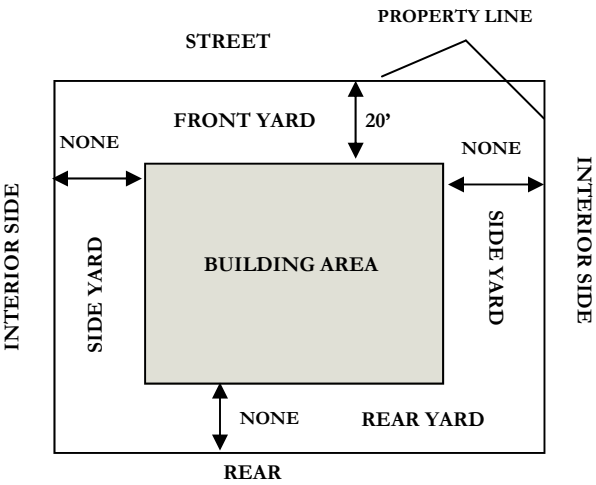 PROPERTY LINE
STREET
FRONT YARD
20’
NONE
NONE
INTERIOR SIDE
SIDE YARD
BUILDING AREA
SIDE YARD
INTERIOR SIDE
NONE
REAR YARD
REAR